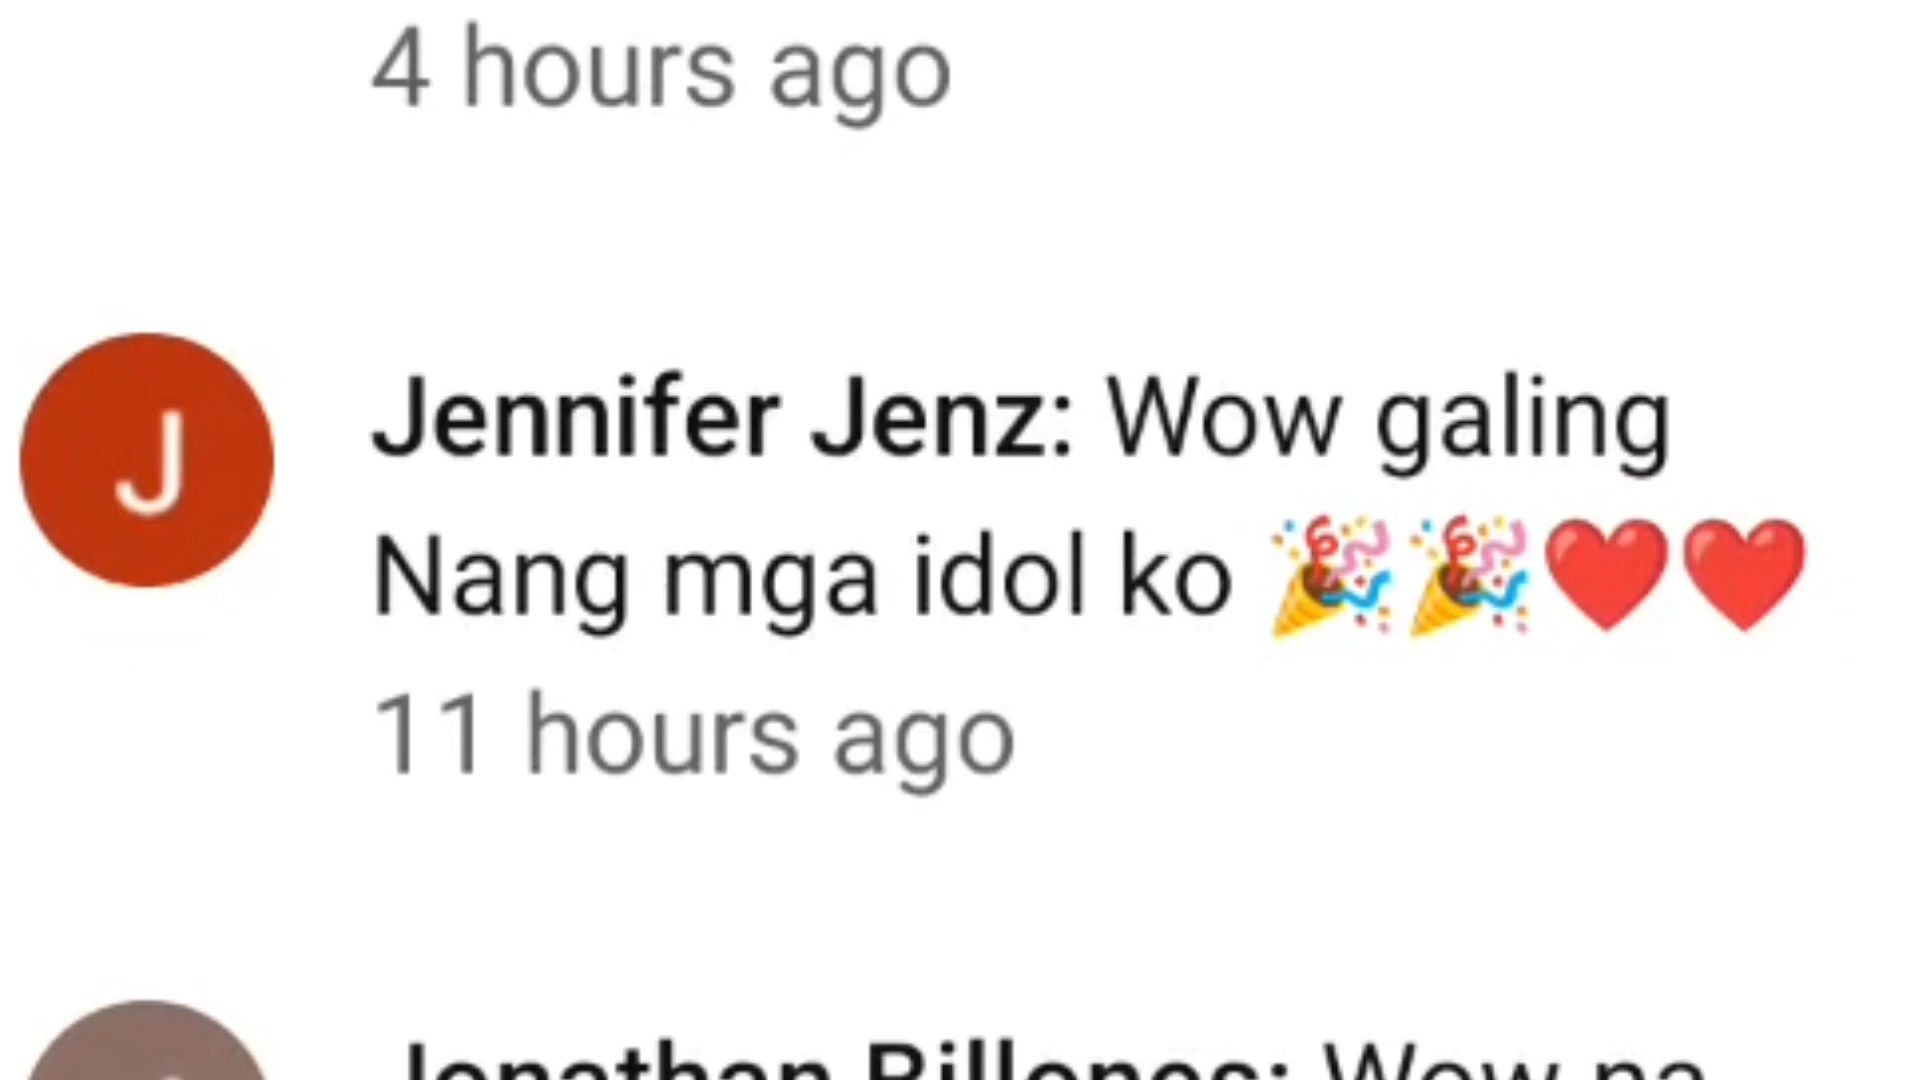 4 hours ago
J
Jennifer Jenz: Wow galing
Nang mga idol ko 🎉🎉❤️❤️
11 hours ago
Jonathan Billones: Wow na